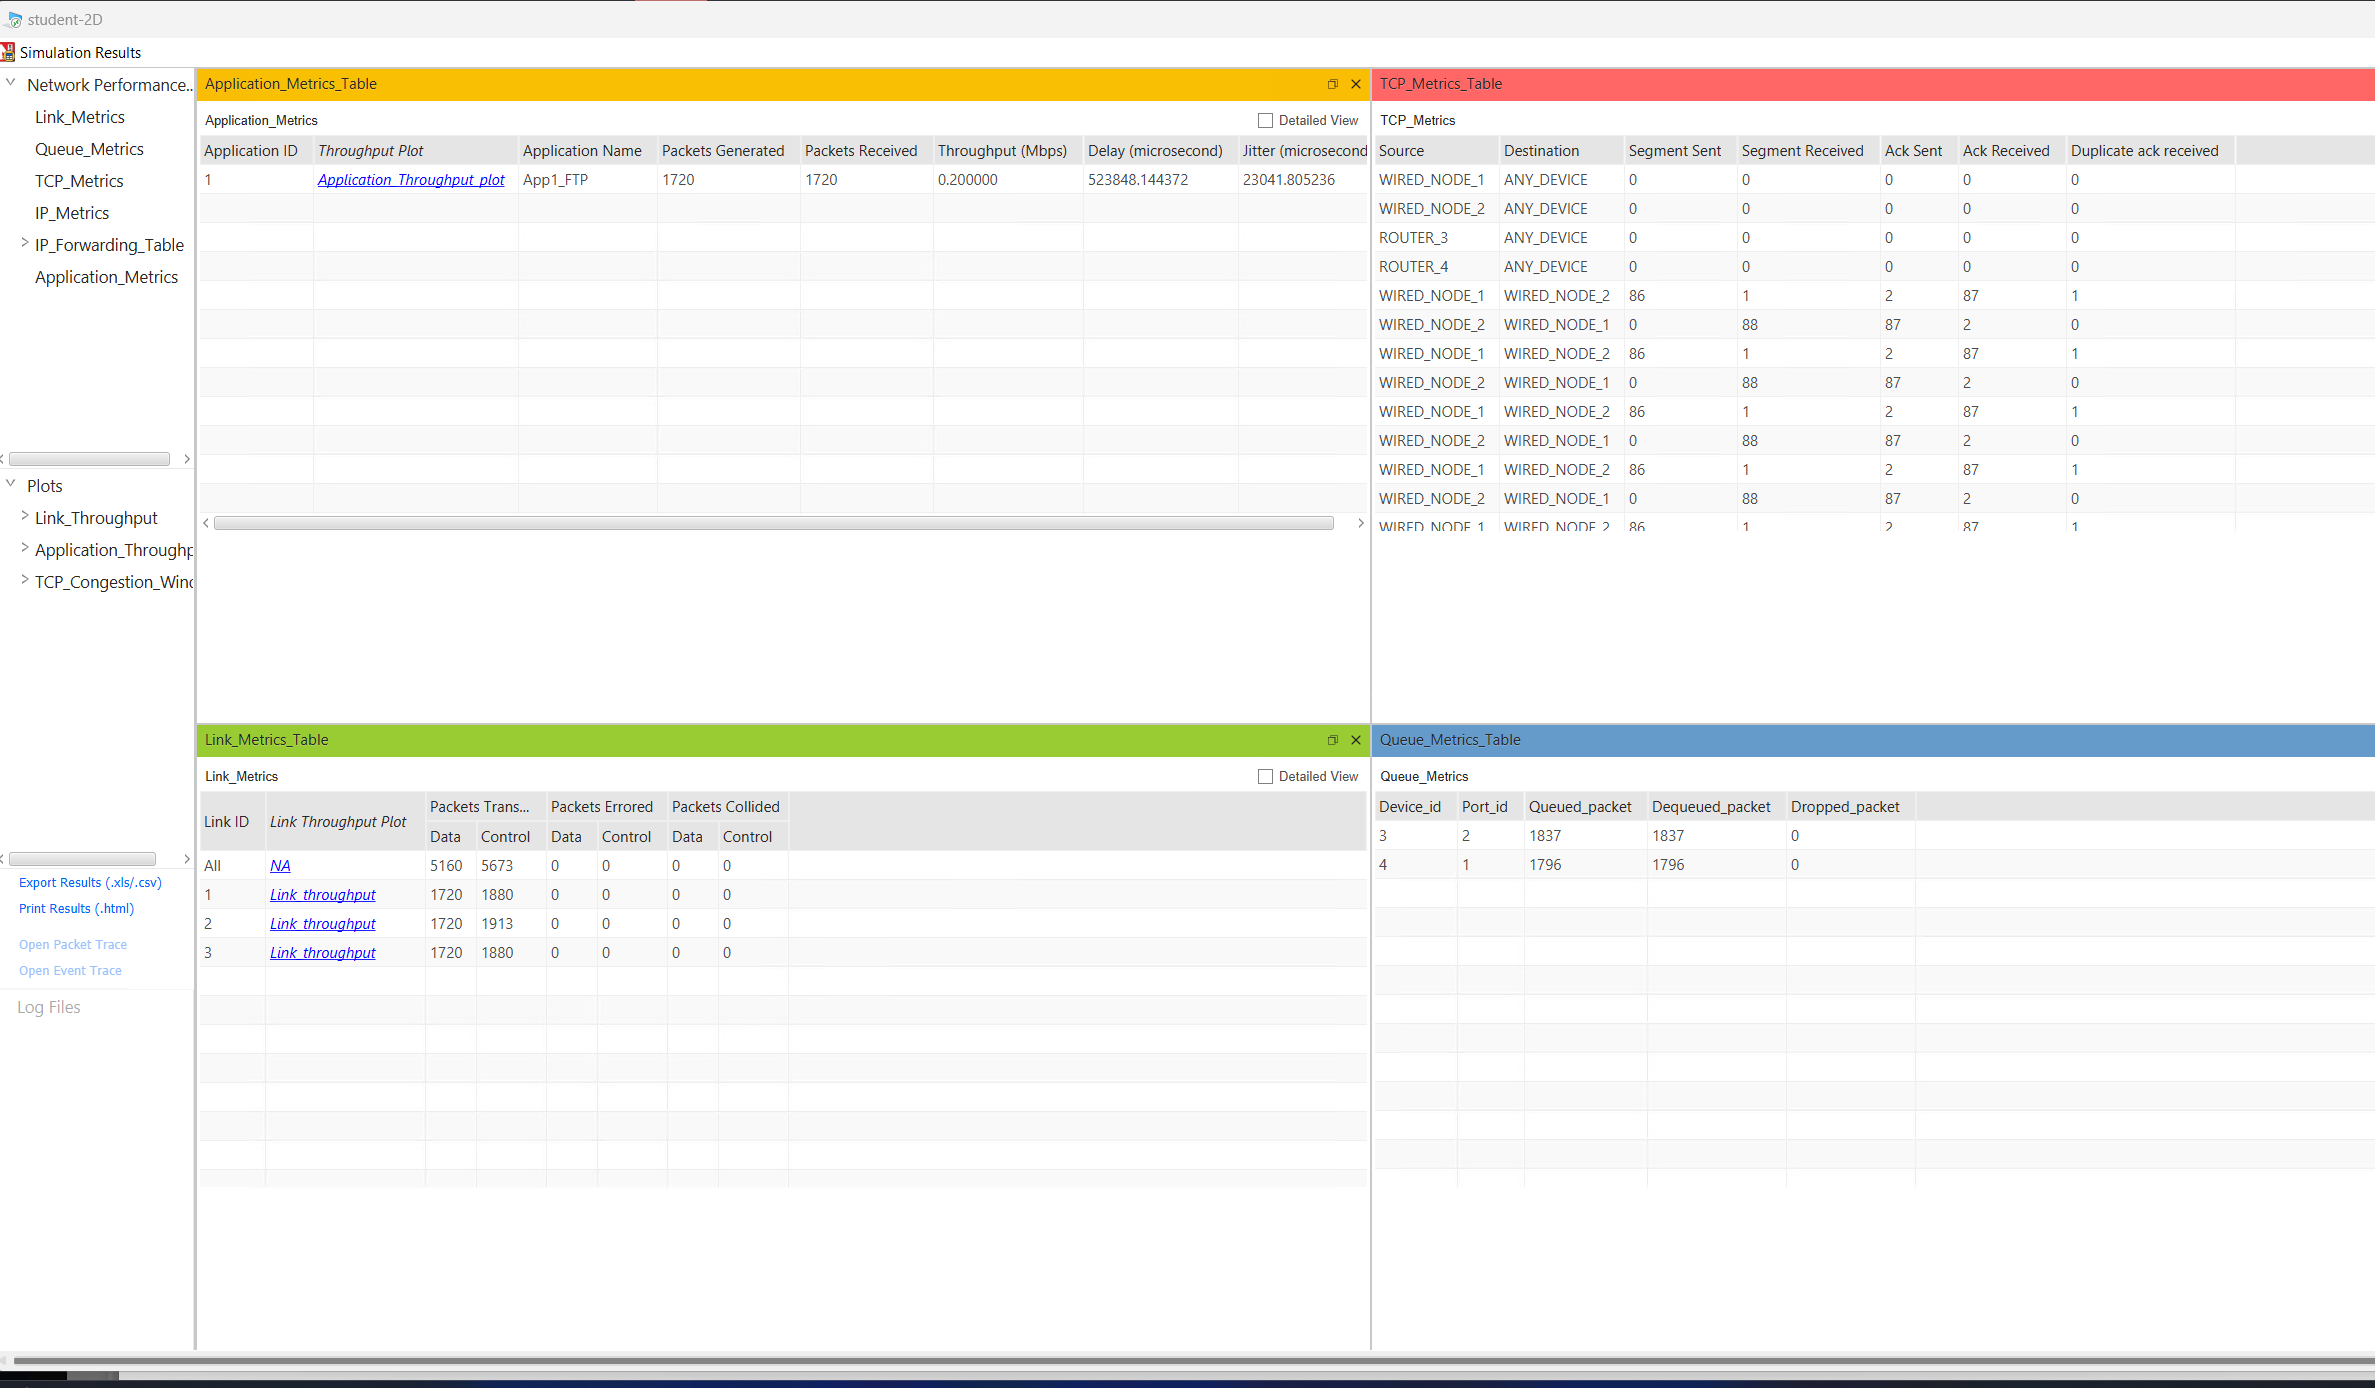 student-2D
Simulation Results
Network Performance..
Link_Metrics
Queue_Metrics
TCP_Metrics
IP_Metrics
IP_Forwarding_Table
Application_Metrics
Plots
Link_Throughput
Application_Throughp
TCP_Congestion_Winc
Export Results (.xls/.csv)
Print Results (.html)
Open Packet Trace
Open Event Trace
Log Files
Application_Metrics_Table
Application_Metrics Detailed View
Application ID Throughput Plot Application Name Packets Generated Packets Received Throughput (Mbps) Delay (microsecond) Jitter (microsecond
1 Application_Throughput_plot App1_FTP 1720 1720 0.200000 523848.144372 23041.805236
TCP_Metrics_Table
TCP_Metrics
Source Destination Segment Sent Segment Received Ack Sent Ack Received Duplicate ack received
WIRED_NODE_1 ANY_DEVICE 0 0 0 0 0
WIRED_NODE_2 ANY_DEVICE 0 0 0 0 0
ROUTER_3 ANY_DEVICE 0 0 0 0 0
ROUTER_4 ANY_DEVICE 0 0 0 0 0
WIRED_NODE_1 WIRED_NODE_2 86 1 2 87 1
WIRED_NODE_2 WIRED_NODE_1 0 88 87 2 0
WIRED_NODE_1 WIRED_NODE_2 86 1 2 87 1
WIRED_NODE_2 WIRED_NODE_1 0 88 87 2 0
WIRED_NODE_1 WIRED_NODE_2 86 1 2 87 1
WIRED_NODE_2 WIRED_NODE_1 0 88 87 2 0
WIRED_NODE_1 WIRED_NODE_2 86 1 2 87 1
WIRED_NODE_2 WIRED_NODE_1 0 88 87 2 0
WIRED_NODE_1 WIRED_NODE_2 86 1 2 87 1
Link_Metrics_Table
Link_Metrics Detailed View
Link ID Link Throughput Plot Packets Trans... Packets Errored Packets Collided
Data Control Data Control Data Control
All NA 5160 5673 0 0 0 0
1 Link_throughput 1720 1880 0 0 0 0
2 Link_throughput 1720 1913 0 0 0 0
3 Link_throughput 1720 1880 0 0 0 0
Queue_Metrics_Table
Queue_Metrics
Device_id Port_id Queued_packet Dequeued_packet Dropped_packet
3 2 1837 1837 0
4 1 1796 1796 0